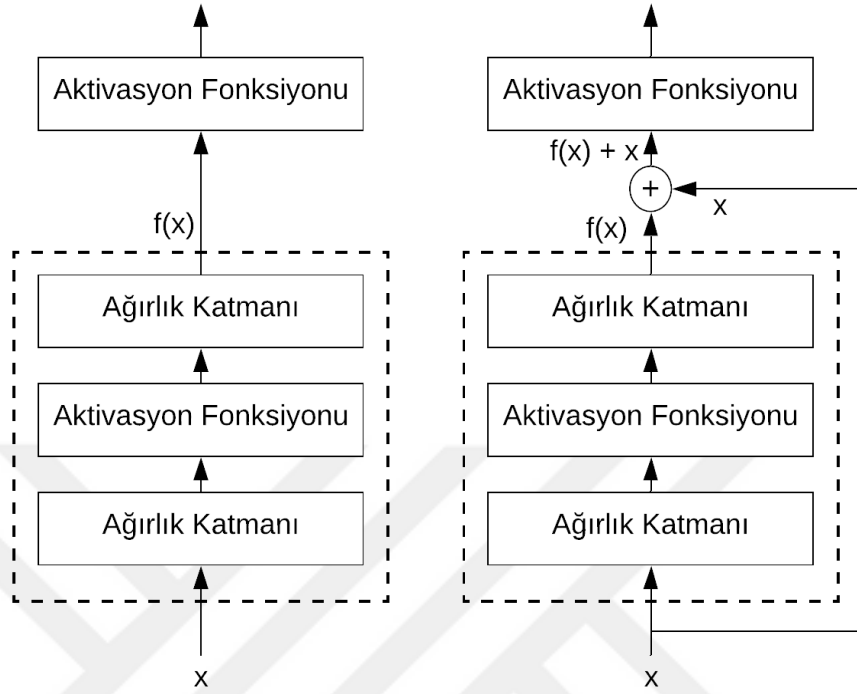 Aktivasyon Fonksiyonu
f(x)
Ağırlık Katmanı
Aktivasyon Fonksiyonu
Ağırlık Katmanı
x
Aktivasyon Fonksiyonu
f(x) + x
+
x
f(x)
Ağırlık Katmanı
Aktivasyon Fonksiyonu
Ağırlık Katmanı
x